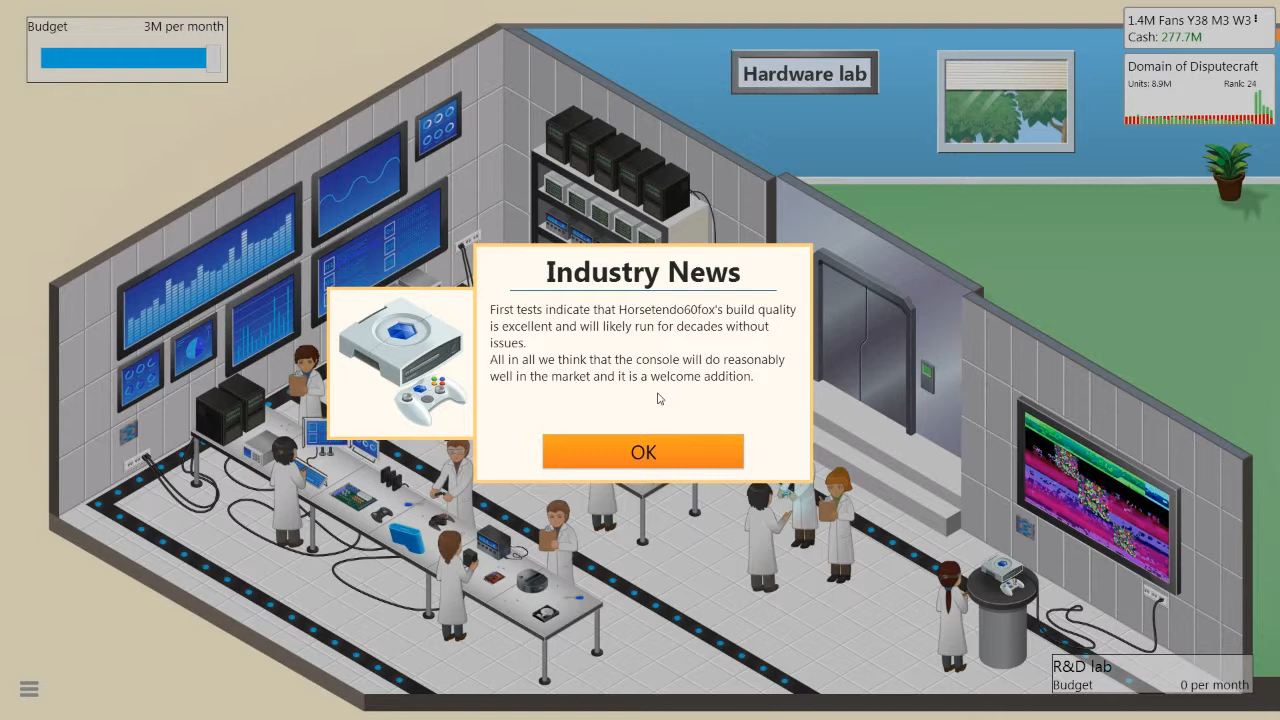 Budget 3M per month
1.4M Fans Y38 M3 W3
Cash: 277.7M
Domain of Disputecraft
Units: 8.9M Rank: 24
Hardware lab
Industry News
First tests indicate that Horsetendo60fox's build quality
is excellent and will likely run for decades without
issues.
All in all we think that the console will do reasonably
well in the market and it is a welcome addition.
OK
R&D lab
Budget 0 per month